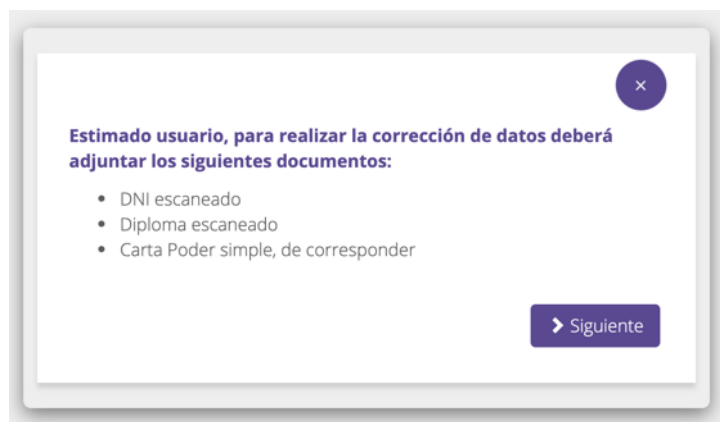 ×
Estimado usuario, para realizar la corrección de datos deberá
adjuntar los siguientes documentos:
• DNI escaneado
• Diploma escaneado
• Carta Poder simple, de corresponder
Siguiente